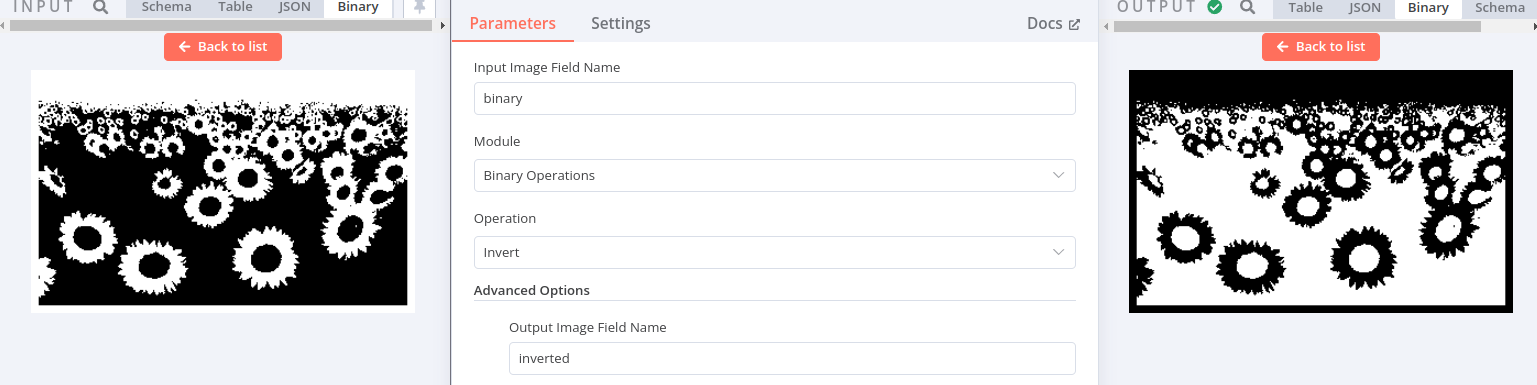 INPUT
Schema
Table
JSON
Binary
Back to list
Parameters
Settings
Docs
Input Image Field Name
binary
Module
Binary Operations
Operation
Invert
Advanced Options
Output Image Field Name
inverted
OUTPUT
Table
JSON
Binary
Schema
Back to list